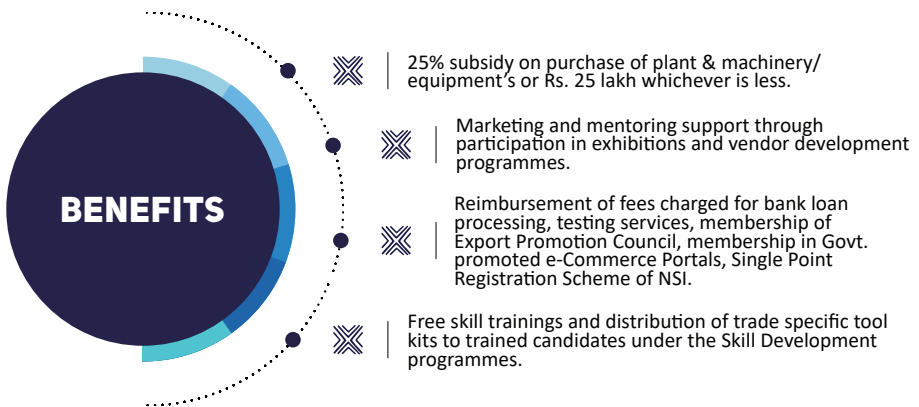 BENEFITS
25% subsidy on purchase of plant & machinery/
equipment's or Rs. 25 lakh whichever is less.
Marketing and mentoring support through
participation in exhibitions and vendor development
programmes.
Reimbursement of fees charged for bank loan
processing, testing services, membership of
Export Promotion Council, membership in Govt.
promoted e-Commerce Portals, Single Point
Registration Scheme of NSI.
Free skill trainings and distribution of trade specific tool
kits to trained candidates under the Skill Development
programmes.